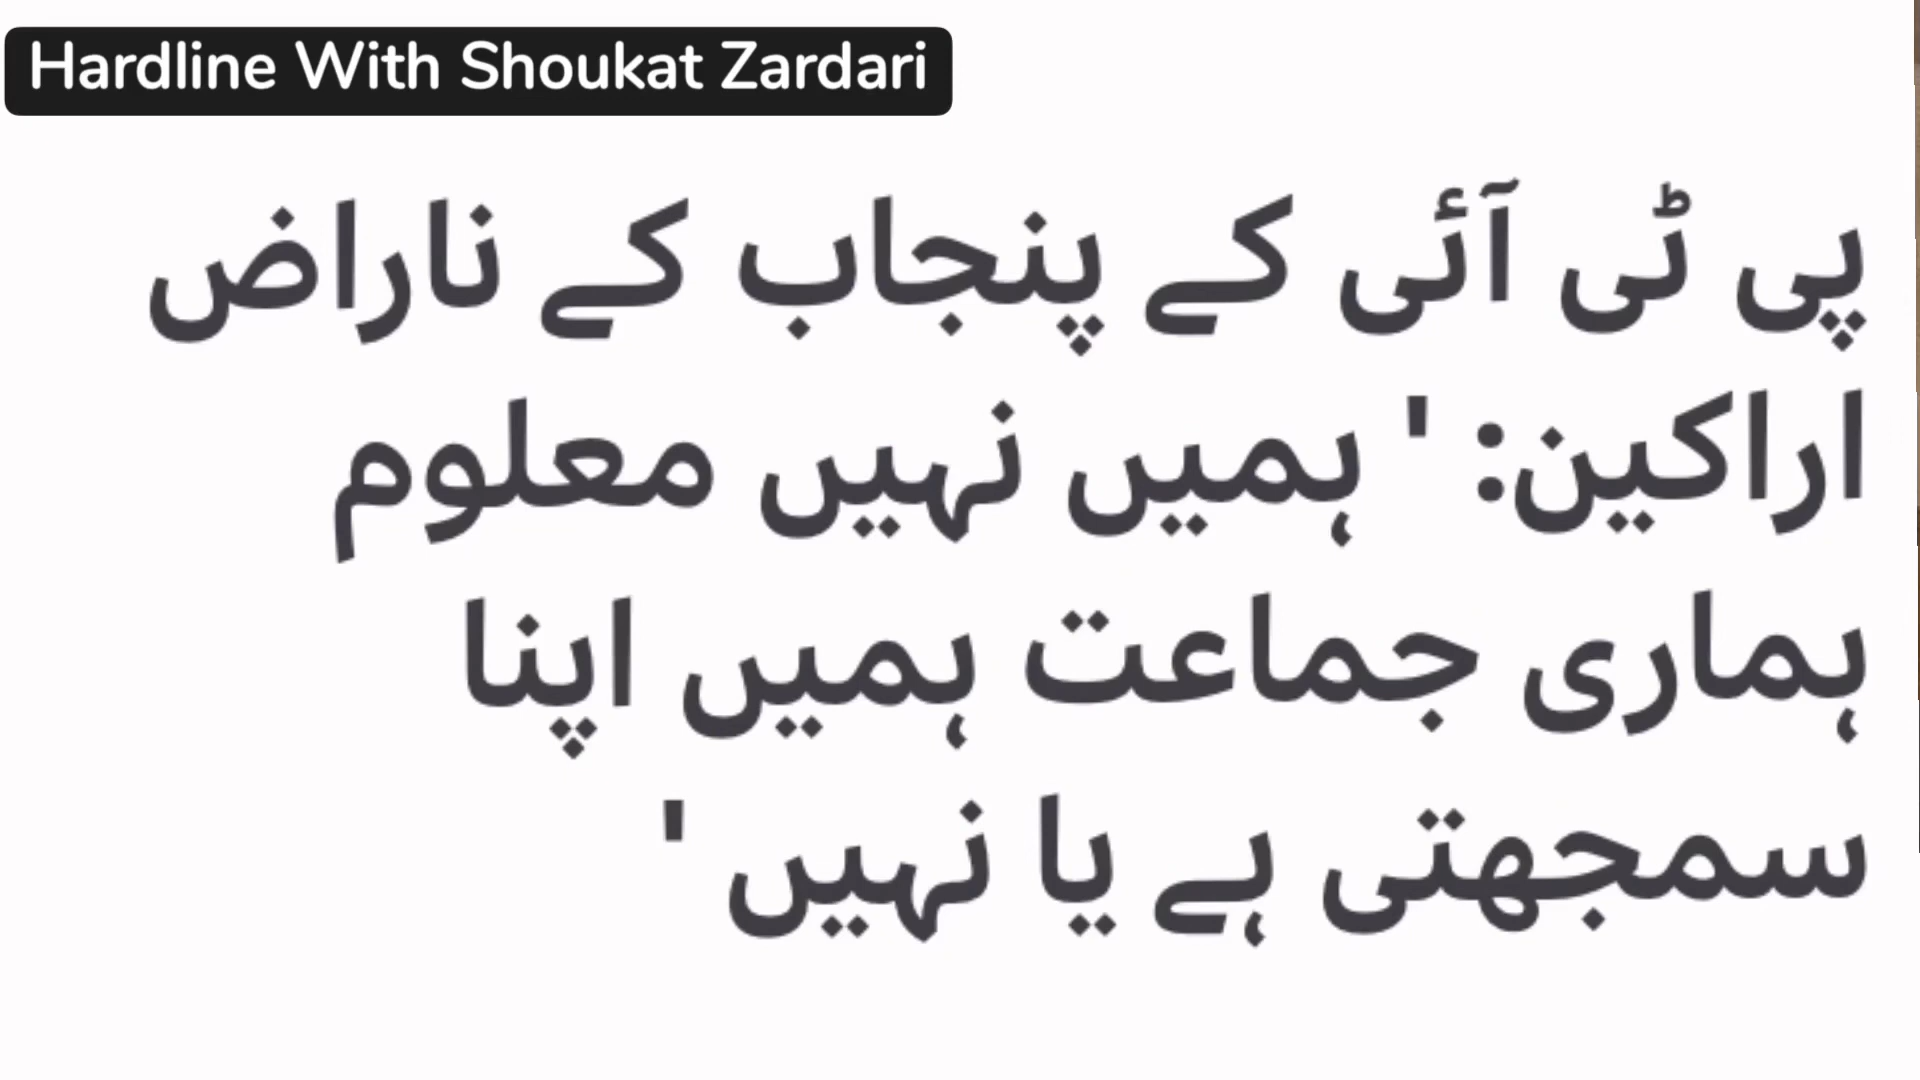 Hardline With Shoukat Zardari
پی ٹی آئی کے پنجاب کے ناراض
اراکین: ' ہمیں نہیں معلوم
ہماری جماعت ہمیں اپنا
سمجھتی ہے یا نہیں '